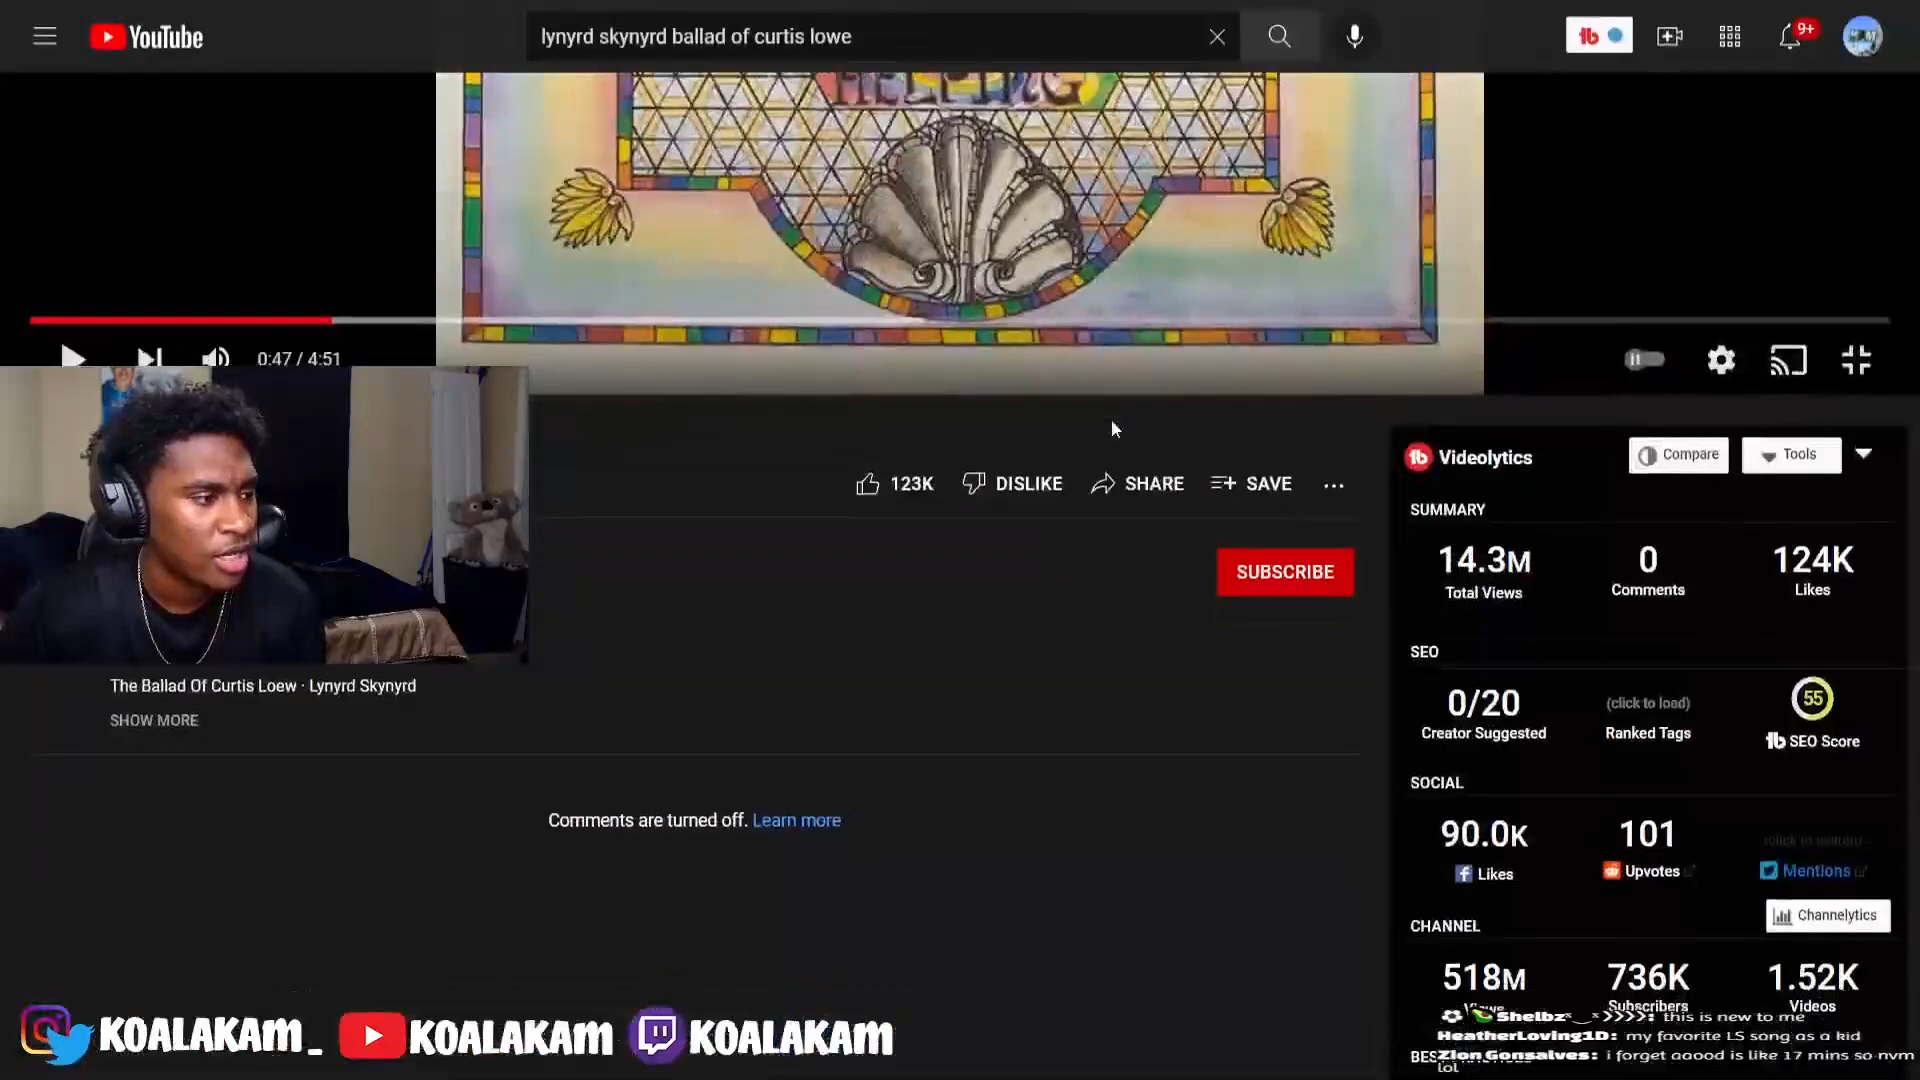 YouTube
lynyrd skynyrd ballad of curtis lowe
9+
HELPING
0:47 / 4:51
123K
DISLIKE
SHARE
SAVE
SUBSCRIBE
The Ballad Of Curtis Loew · Lynyrd Skynyrd
SHOW MORE
Comments are turned off. Learn more
Videolytics
Compare
Tools
SUMMARY
14.3M
0
124K
Total Views
Comments
Likes
SEO
0/20
(click to load)
55
Creator Suggested
Ranked Tags
SEO Score
SOCIAL
90.0K
101
Likes
Upvotes
Mentions
Channelytics
CHANNEL
518M
736K
1.52K
Views
Subscribers
Videos
>>>>: this is new to me
HeatherLoving1D: my favorite LS song as a kid
Zion Gonsalves: i forget aaood is like 17 mins so nvm
lol
KOALAKAM_
KOALAKAM
KOALAKAM